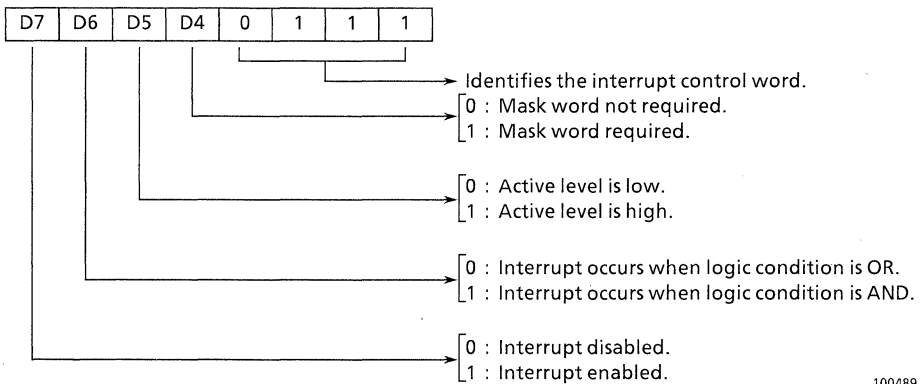 D7 D6 D5 D4 0 1 1 1
Identifies the interrupt control word.
0 : Mask word not required.
1 : Mask word required.
0 : Active level is low.
1 : Active level is high.
0 : Interrupt occurs when logic condition is OR.
1 : Interrupt occurs when logic condition is AND.
0 : Interrupt disabled.
1 : Interrupt enabled.
100489